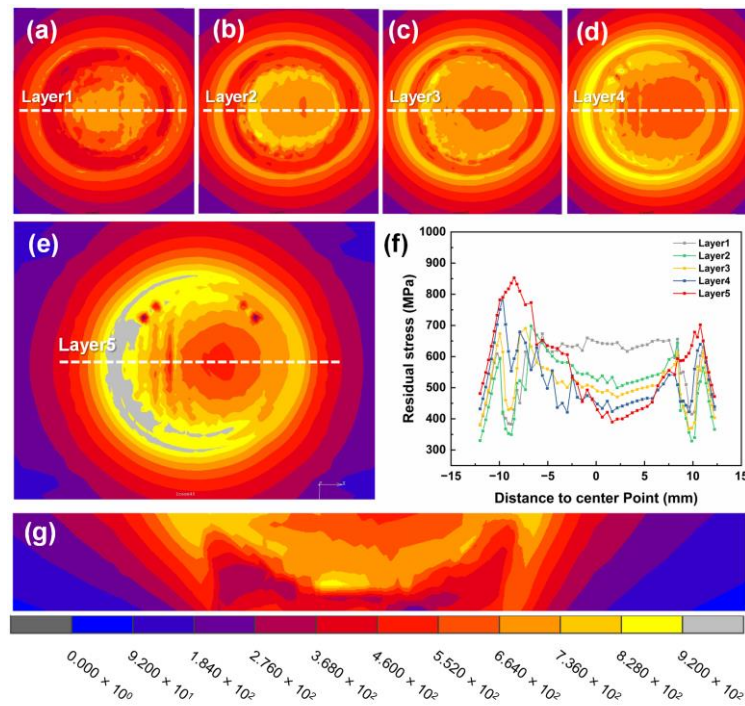 (a)
Layer1
(b)
Layer2
(c)
Layer3
(d)
Layer4
(e)
Layer5
(f)
Residual stress (MPa)
1000
900
800
700
600
500
400
300
Layer1
Layer2
Layer3
Layer4
Layer5
−15 −10 −5 0 5 10 15
Distance to center Point (mm)
(g)
0.000 × 10⁰
9.200 × 10¹
1.840 × 10²
2.760 × 10²
3.680 × 10²
4.600 × 10²
5.520 × 10²
6.640 × 10²
7.360 × 10²
8.280 × 10²
9.200 × 10²